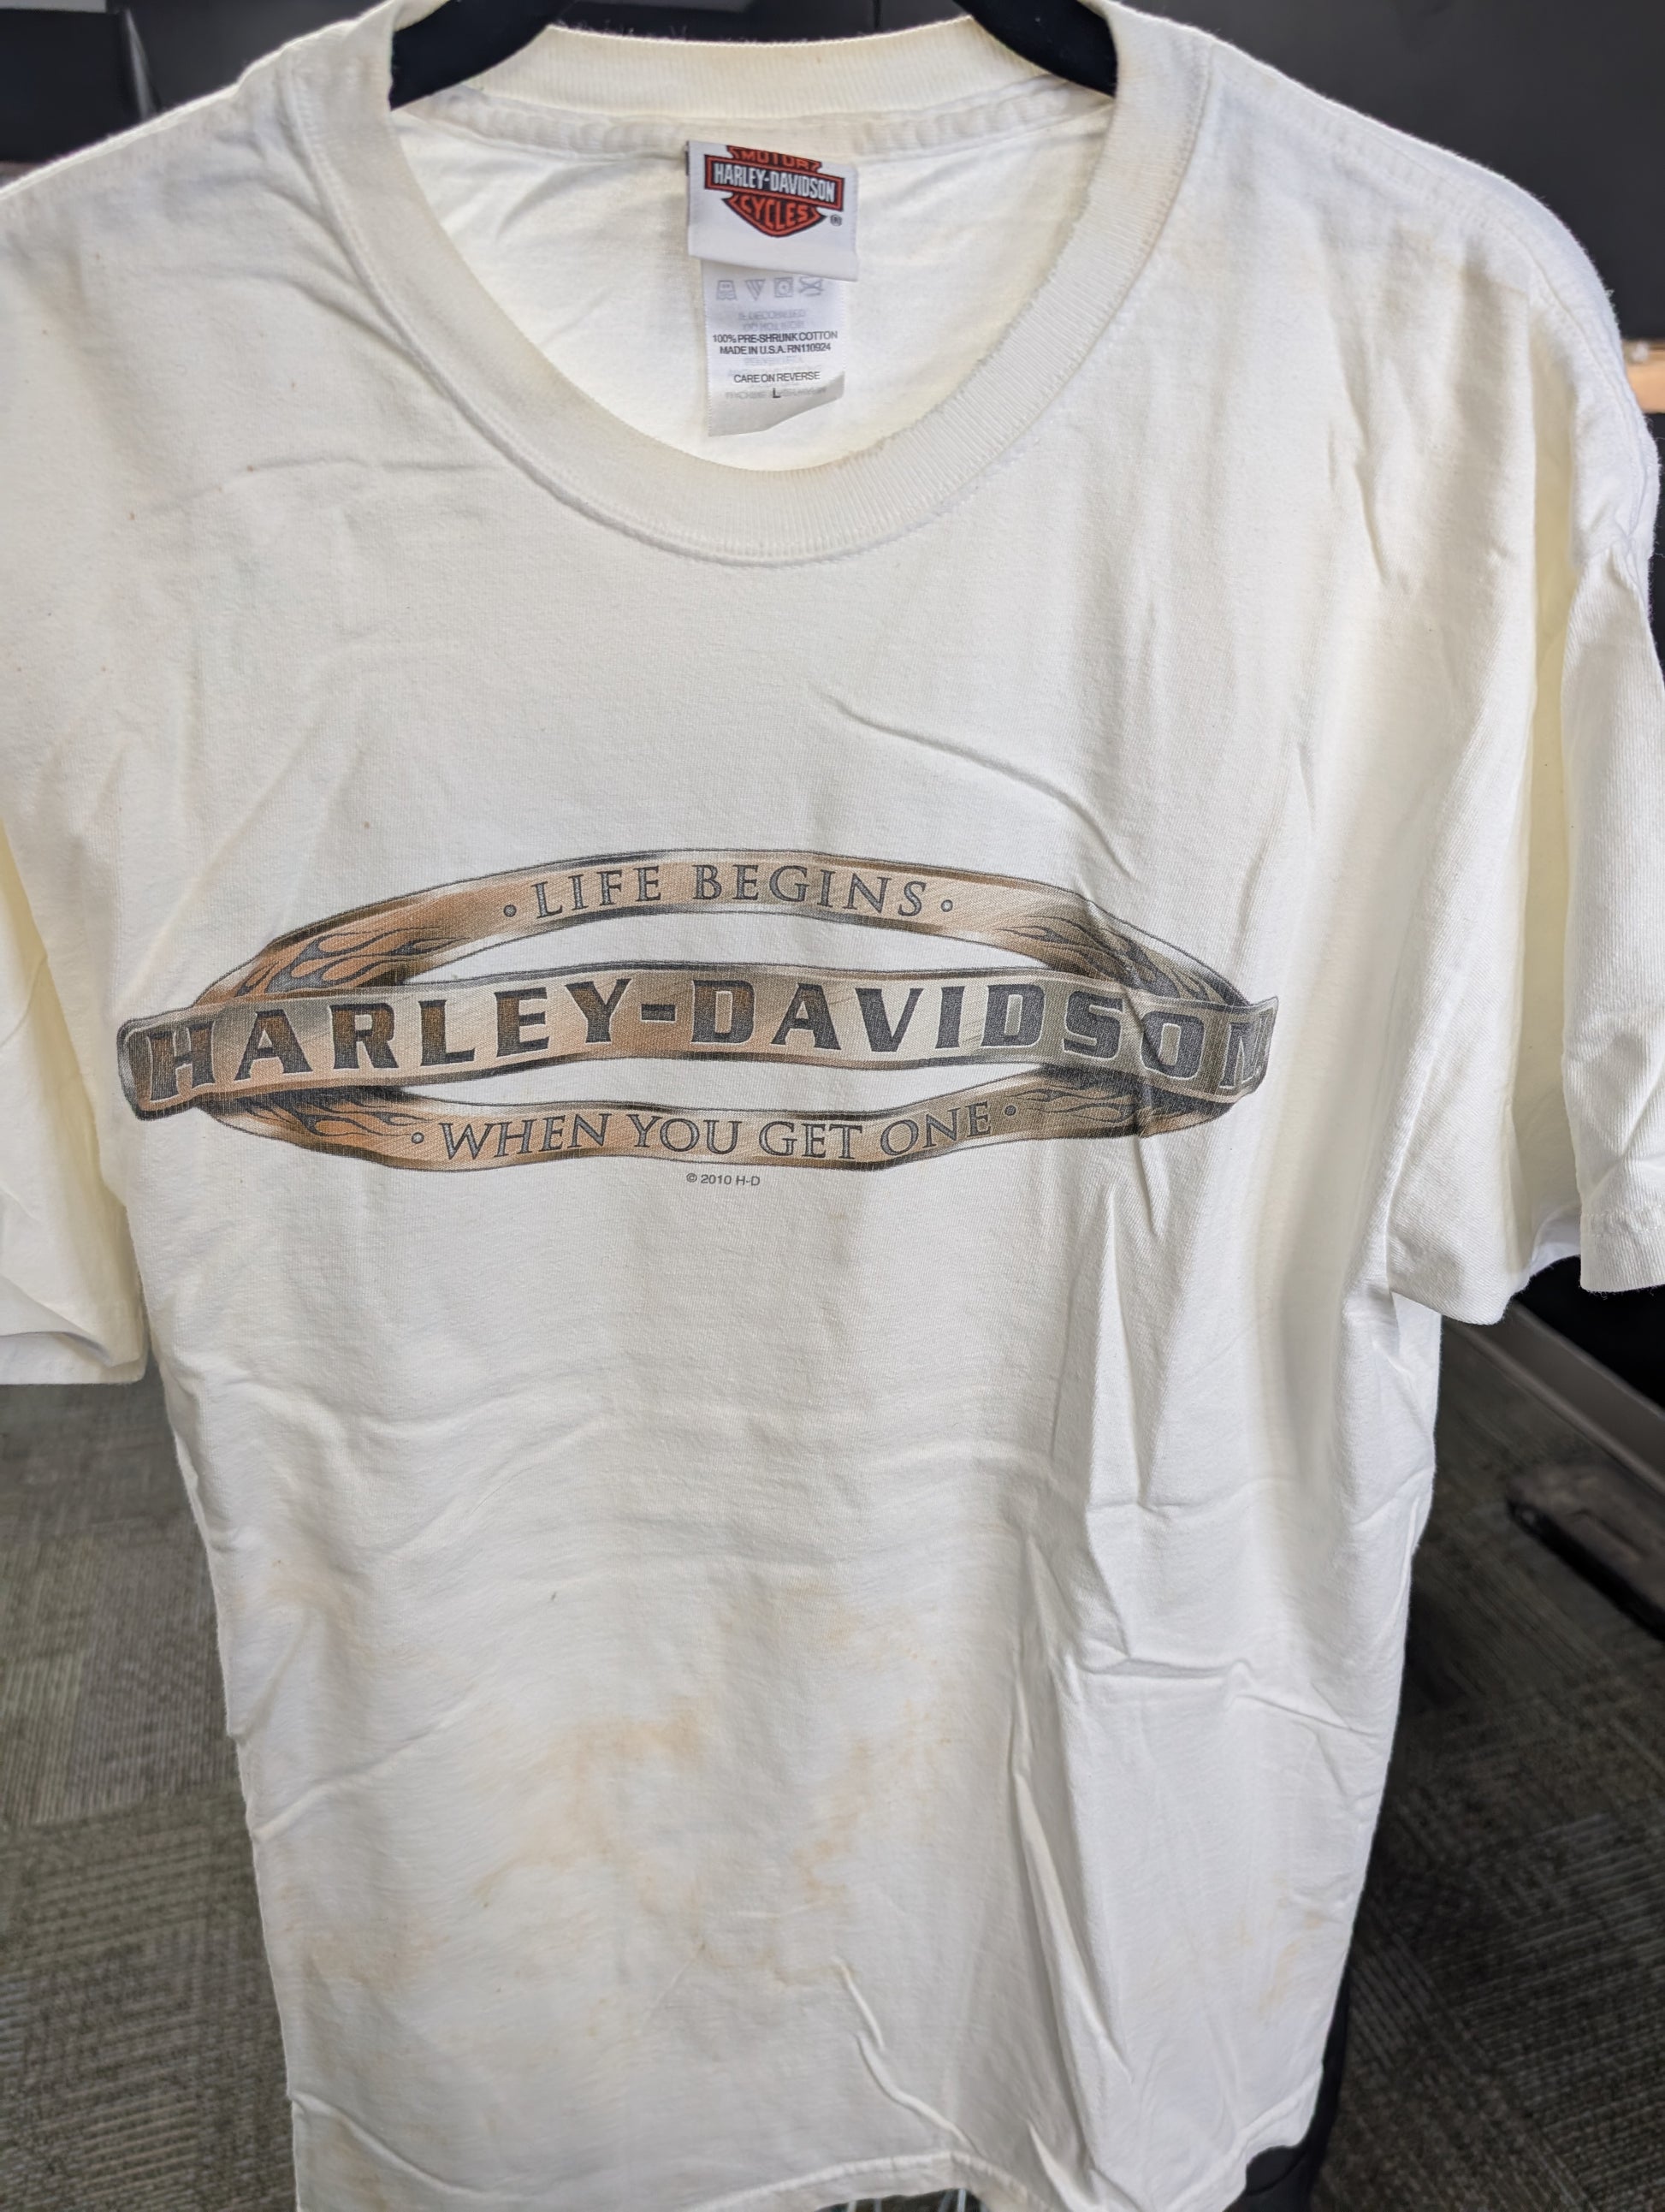 MOTOR
HARLEY-DAVIDSON
CYCLES
®
100% PRE-SHRUNK COTTON
MADE IN U.S.A. RN110924
CARE ON REVERSE
L
• LIFE BEGINS •
HARLEY-DAVIDSON
• WHEN YOU GET ONE •
© 2010 H-D